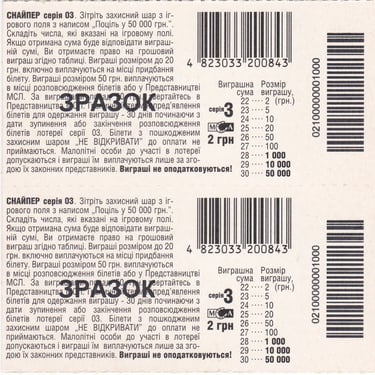 СНАЙПЕР серія 03. Зітріть захисний шар з іг-
рового поля з написом „Поціль у 50 000 грн.".
Складіть числа, які вказані на ігровому полі.
Якщо отримана сума буде відповідати виграш-
ній сумі, Ви отримаєте право на грошовий
виграш згідно таблиці. Виграші розміром до 20
грн. включно виплачуються на місці придбання
білету. Виграші розміром 50 грн. виплачуються
в місці розповсюдження білетів або у Представництві
МСЛ. За виг
вертайтесь в
Представни
пред'явлення
білетів для одержання виграшу - 30 днів починаючи з
дати зупинення або закінчення розповсюдження
білетів лотереї серії 03. Білети з пошкодженим
захисним шаром "НЕ ВІДКРИВАТИ" до оплати не
приймаються. Малолітні особи до участі в лотереї
допускаються і виграші їм виплачуються лише за зго-
дою їх законних представників. Виграші не оподатковуються!
ЗРАЗОК
4 823033 200843
Виграшна сума
Розмір виграшу,
22 — 2 (грн.)
23 — 5
24 — 10
25 — 20
26 — 50
27 — 100
28 — 1 000
29 — 10 000
30 — 50 000
серія 3
МСЛ
2 грн
0210000000001000
СНАЙПЕР серія 03. Зітріть захисний шар з іг-
рового поля з написом „Поціль у 50 000 грн.".
Складіть числа, які вказані на ігровому полі.
Якщо отримана сума буде відповідати виграш-
ній сумі, Ви отримаєте право на грошовий
виграш згідно таблиці. Виграші розміром до 20
грн. включно виплачуються на місці придбання
білету. Виграші розміром 50 грн. виплачуються
в місці розповсюдження білетів або у Представництві
МСЛ. За
вертайтесь в
Представни
пред'явлення
білетів для одержання виграшу - 30 днів починаючи з
дати зупинення або закінчення розповсюдження
білетів лотереї серії 03. Білети з пошкодженим
захисним шаром "НЕ ВІДКРИВАТИ" до оплати не
приймаються. Малолітні особи до участі в лотереї
допускаються і виграші їм виплачуються лише за зго-
дою їх законних представників. Виграші не оподатковуються!
ЗРАЗОК
4 823033 200843
Виграшна сума
Розмір виграшу,
22 — 2 (грн.)
23 — 5
24 — 10
25 — 20
26 — 50
27 — 100
28 — 1 000
29 — 10 000
30 — 50 000
серія 3
МСЛ
2 грн
0210000000001000